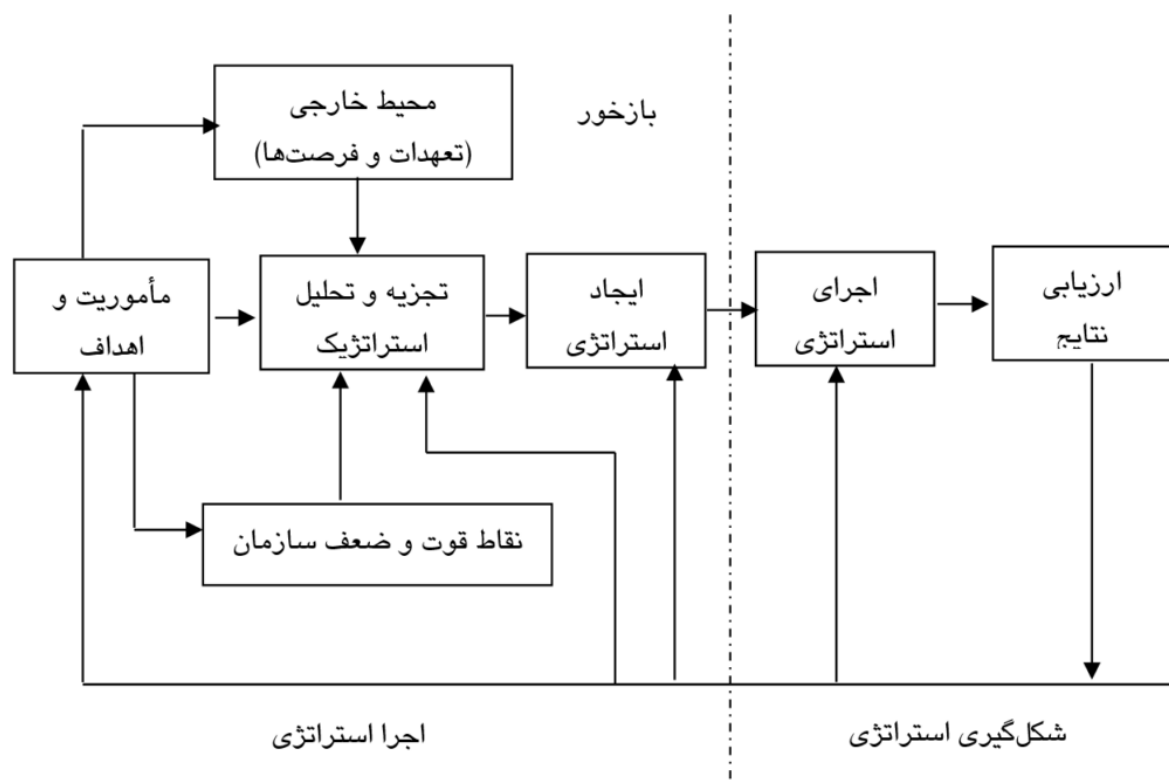 محیط خارجی
(تعهدات و فرصت‌ها)
بازخور
مأموریت و
اهداف
تجزیه و تحلیل
استراتژیک
ایجاد
استراتژی
اجرای
استراتژی
ارزیابی
نتایج
نقاط قوت و ضعف سازمان
اجرا استراتژی
شکل‌گیری استراتژی